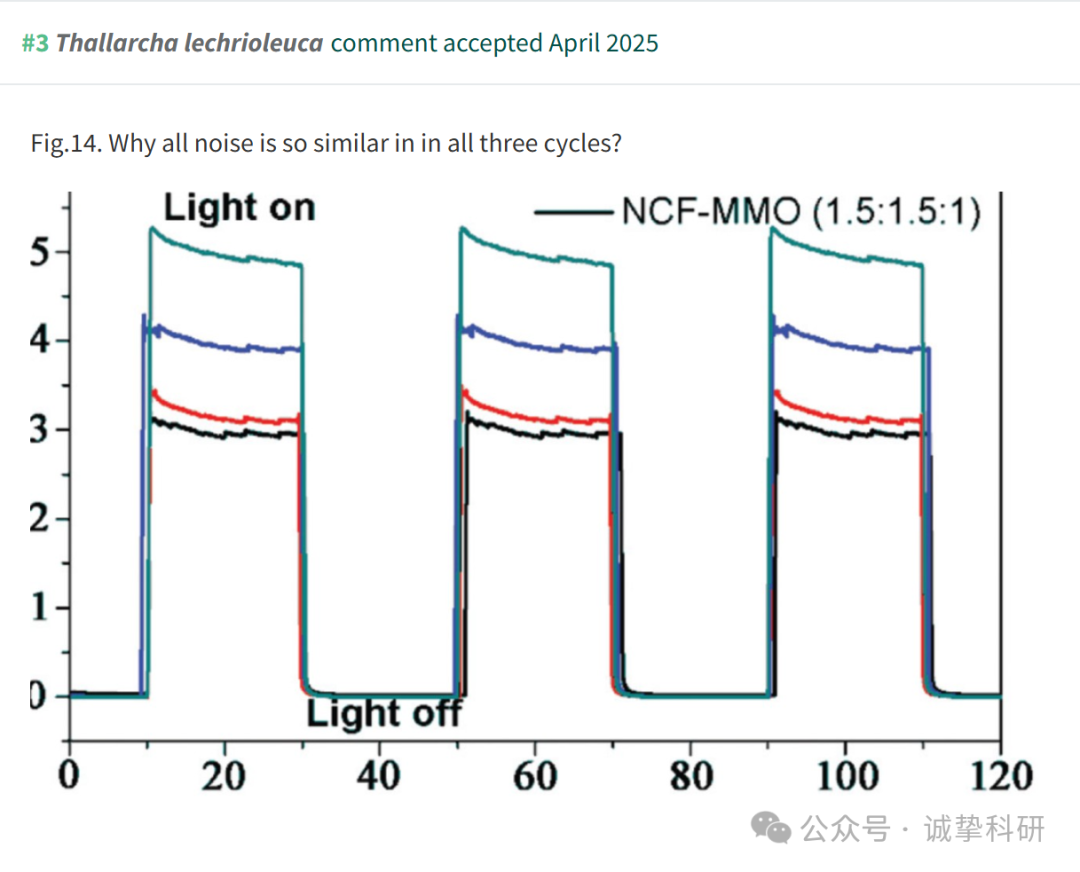 #3 Thallarcha lechrioleuca comment accepted April 2025
Fig.14. Why all noise is so similar in in all three cycles?
Light on
NCF-MMO (1.5:1.5:1)
5
4
3
2
1
0
Light off
0 20 40 60 80 100 120
公众号 · 诚挚科研